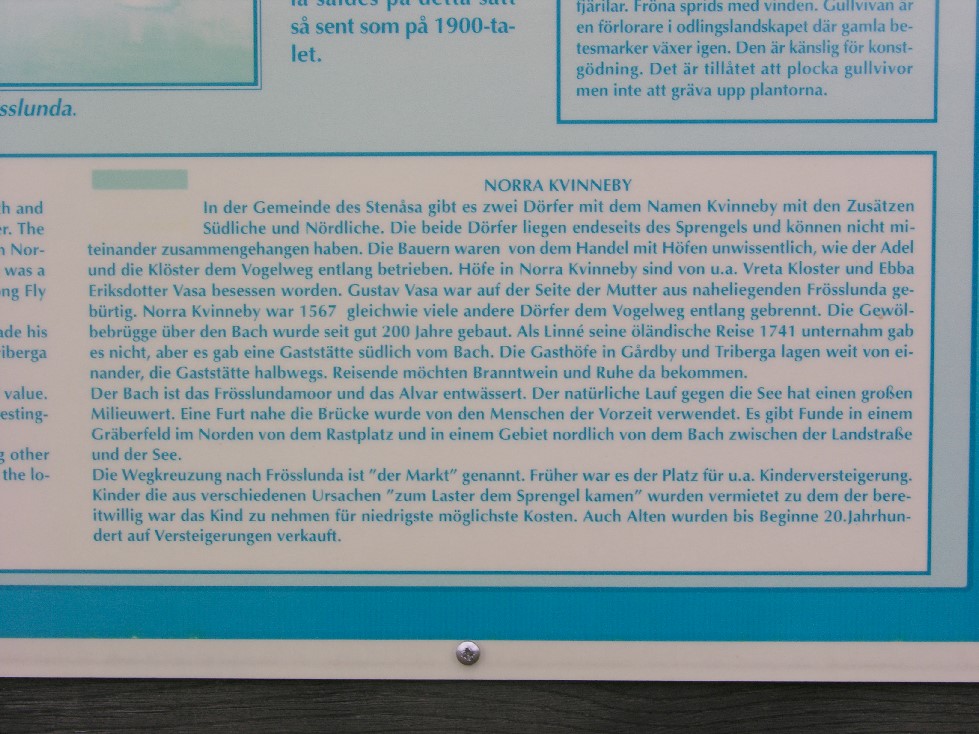 la såldes på detta sätt
så sent som på 1900-ta-
let.
fjärilar. Fröna sprids med vinden. Gullvivan är
en förlorare i odlingslandskapet där gamla be-
tesmarker växer igen. Den är känslig för konst-
gödning. Det är tillåtet att plocka gullvivor
men inte att gräva upp plantorna.
sslunda.
h and
r. The
n Nor-
was a
ong Fly
ade his
riberga
value.
esting-
g other
the lo-
NORRA KVINNEBY
In der Gemeinde des Stenåsa gibt es zwei Dörfer mit dem Namen Kvinneby mit den Zusätzen
Südliche und Nördliche. Die beide Dörfer liegen endeseits des Sprengels und können nicht mi-
teinander zusammengehangen haben. Die Bauern waren von dem Handel mit Höfen unwissentlich, wie der Adel
und die Klöster dem Vogelweg entlang betrieben. Höfe in Norra Kvinneby sind von u.a. Vreta Kloster und Ebba
Eriksdotter Vasa besessen worden. Gustav Vasa war auf der Seite der Mutter aus naheliegenden Frösslunda ge-
bürtig. Norra Kvinneby war 1567 gleichwie viele andere Dörfer dem Vogelweg entlang gebrennt. Die Gewöl-
bebrügge über den Bach wurde seit gut 200 Jahre gebaut. Als Linné seine öländische Reise 1741 unternahm gab
es nicht, aber es gab eine Gaststätte südlich vom Bach. Die Gasthöfe in Gårdby und Triberga lagen weit von ei-
nander, die Gaststätte halbwegs. Reisende möchten Branntwein und Ruhe da bekommen.
Der Bach ist das Frösslundamoor und das Alvar entwässert. Der natürliche Lauf gegen die See hat einen großen
Milieuwert. Eine Furt nahe die Brücke wurde von den Menschen der Vorzeit verwendet. Es gibt Funde in einem
Gräberfeld im Norden von dem Rastplatz und in einem Gebiet nordlich von dem Bach zwischen der Landstraße
und der See.
Die Wegkreuzung nach Frösslunda ist ”der Markt” genannt. Früher war es der Platz für u.a. Kinderversteigerung.
Kinder die aus verschiedenen Ursachen ”zum Laster dem Sprengel kamen” wurden vermietet zu dem der bere-
itwillig war das Kind zu nehmen für niedrigste möglichste Kosten. Auch Alten wurden bis Beginne 20.Jahrhun-
dert auf Versteigerungen verkauft.